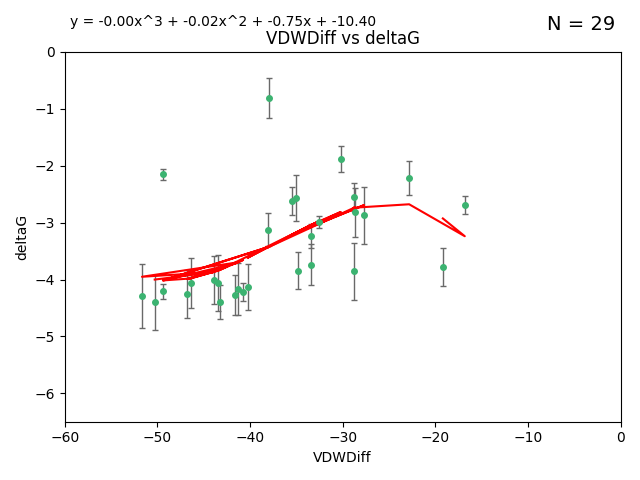 y = -0.00x^3 + -0.02x^2 + -0.75x + -10.40
N = 29
VDWDiff vs deltaG
0
−1
−2
−3
−4
−5
−6
deltaG
−60
−50
−40
−30
−20
−10
0
VDWDiff